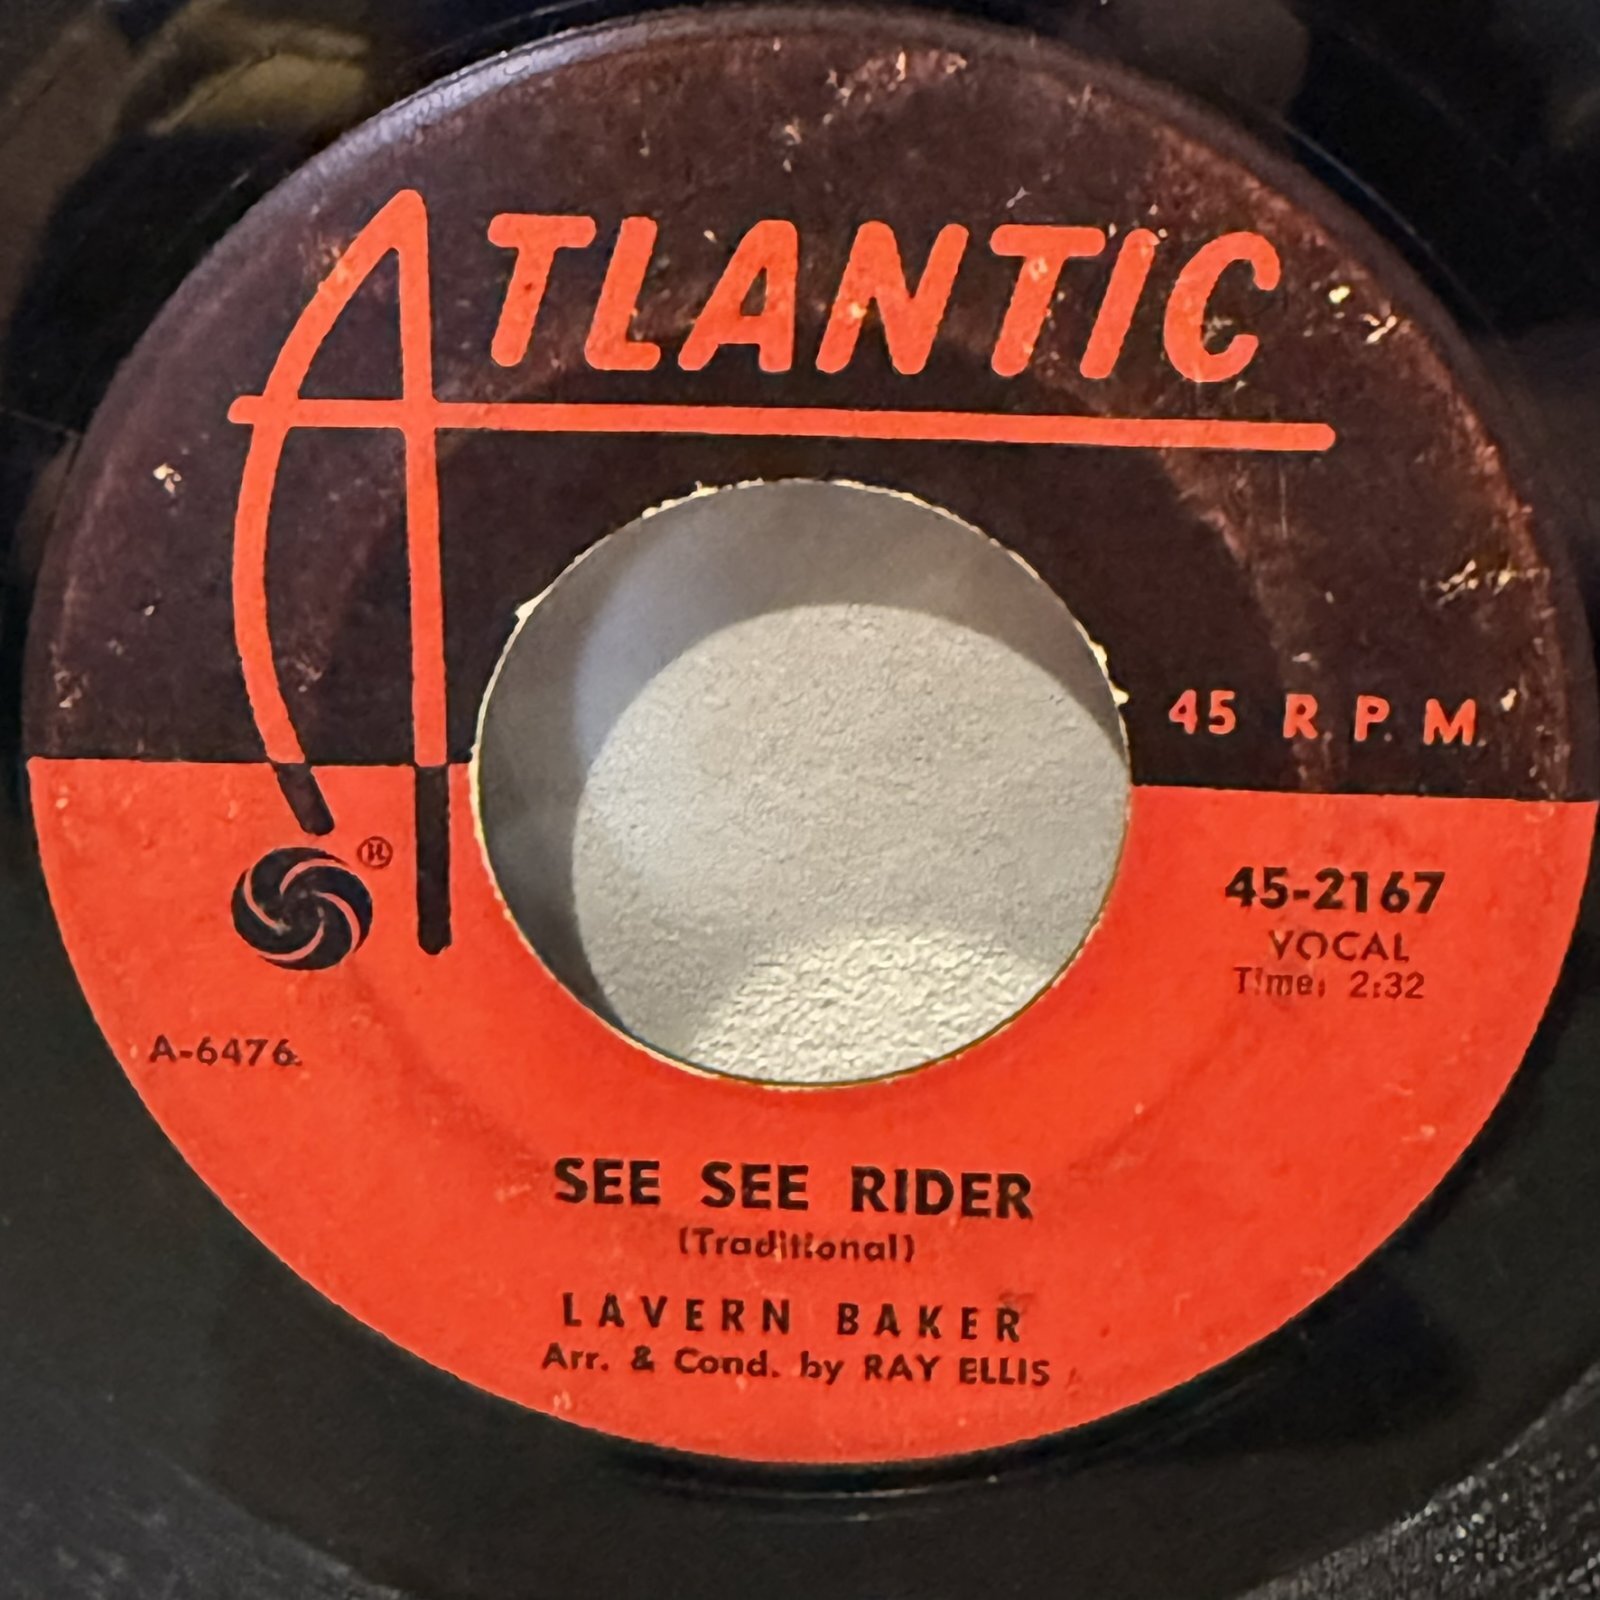 ATLANTIC
45 R.P.M.
®
45-2167
VOCAL
Time: 2:32
A-6476
SEE SEE RIDER
(Traditional)
LAVERN BAKER
Arr. & Cond. by RAY ELLIS